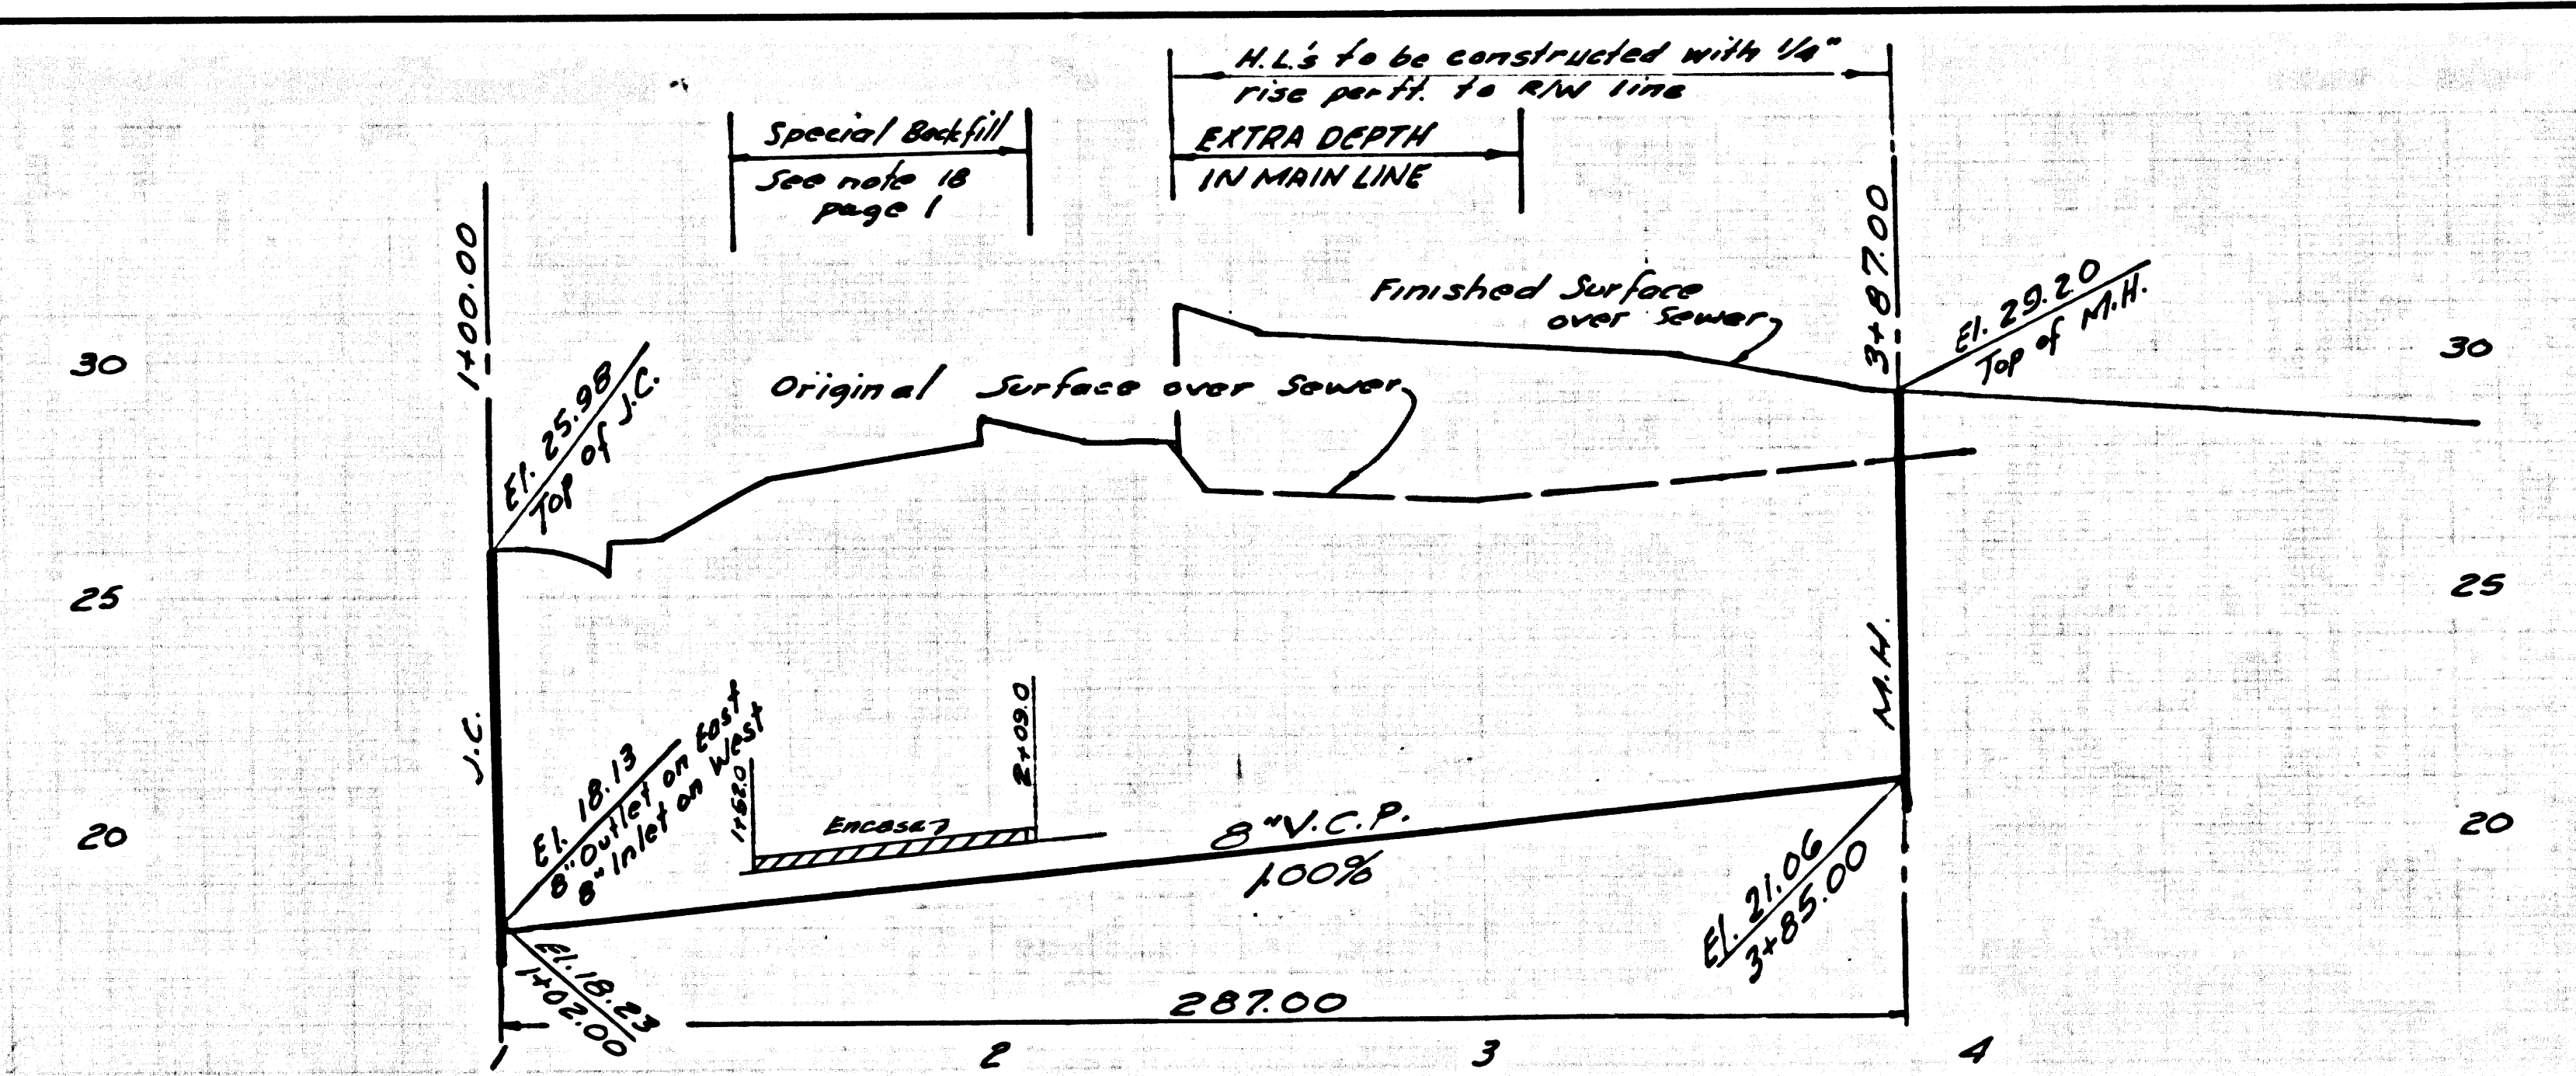 H.L.'s to be constructed with 1/4"
rise per ft. to R/W line
Special Backfill
See note 18
page 1
EXTRA DEPTH
IN MAIN LINE
1+00.00
3+87.00
El. 25.98
Top of J.C.
Original Surface over Sewer
Finished Surface
over Sewer
El. 29.20
Top of M.H.
30
30
25
25
20
20
J.C.
M.H.
El. 18.13
8" Outlet on East
8" Inlet on West
1+52.0
2+09.0
Encase
8" V.C.P.
1.00%
El. 18.23
1+02.00
El. 21.06
3+85.00
287.00
1
2
3
4